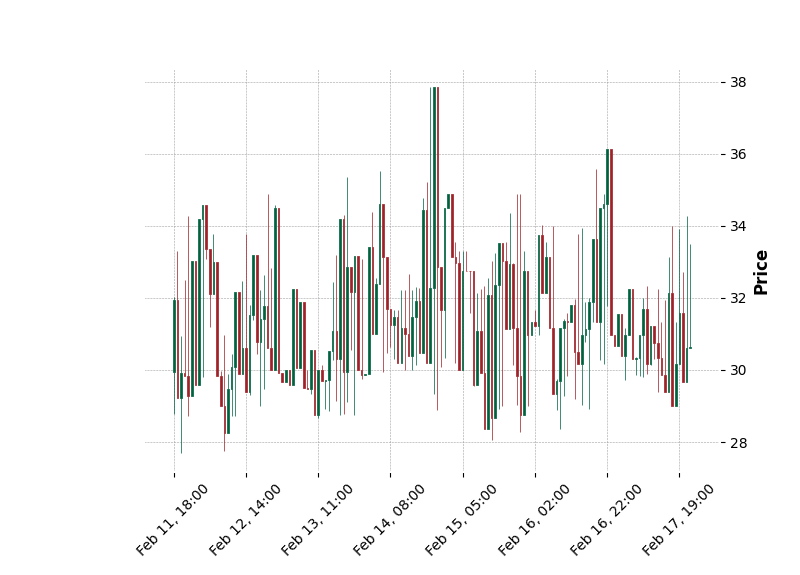 38
36
34
32
30
28
Price
Feb 11, 18:00
Feb 12, 14:00
Feb 13, 11:00
Feb 14, 08:00
Feb 15, 05:00
Feb 16, 02:00
Feb 16, 22:00
Feb 17, 19:00